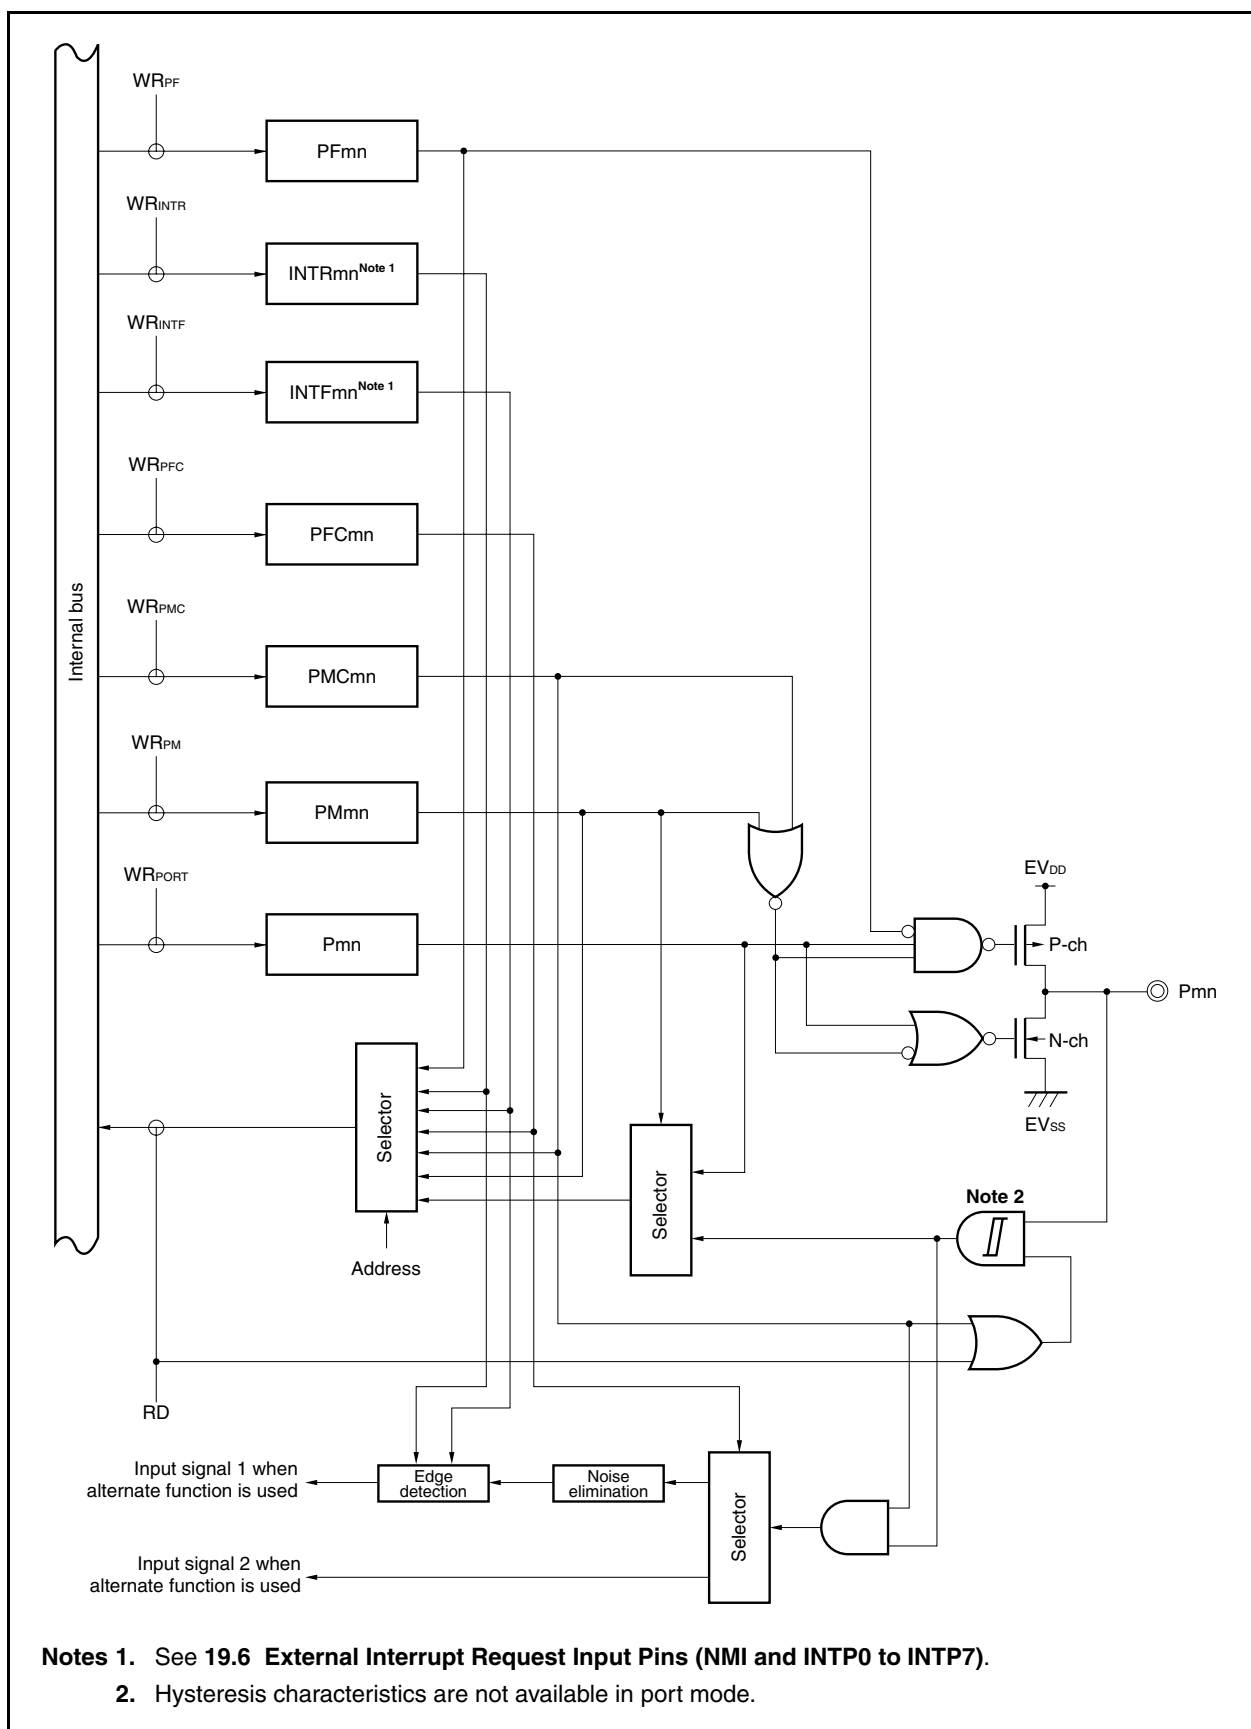 WRPF
PFmn
WRINTR
INTRmnNote 1
WRINTF
INTFmnNote 1
WRPFC
PFCmn
Internal bus
WRPMC
PMCmn
WRPM
PMmn
WRPORT
Pmn
EVDD
P-ch
Pmn
N-ch
EVSS
Selector
Address
Selector
Note 2
RD
Input signal 1 when
alternate function is used
Edge
detection
Noise
elimination
Selector
Input signal 2 when
alternate function is used
Notes 1. See 19.6 External Interrupt Request Input Pins (NMI and INTP0 to INTP7).
2. Hysteresis characteristics are not available in port mode.